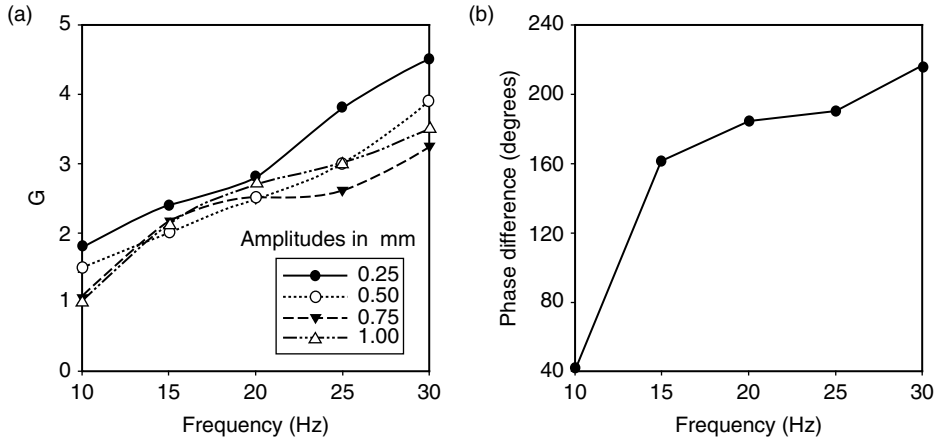 (a)
5
4
3
2
1
0
G
10 15 20 25 30
Frequency (Hz)
Amplitudes in mm
0.25
0.50
0.75
1.00
(b)
240
200
160
120
80
40
Phase difference (degrees)
10 15 20 25 30
Frequency (Hz)